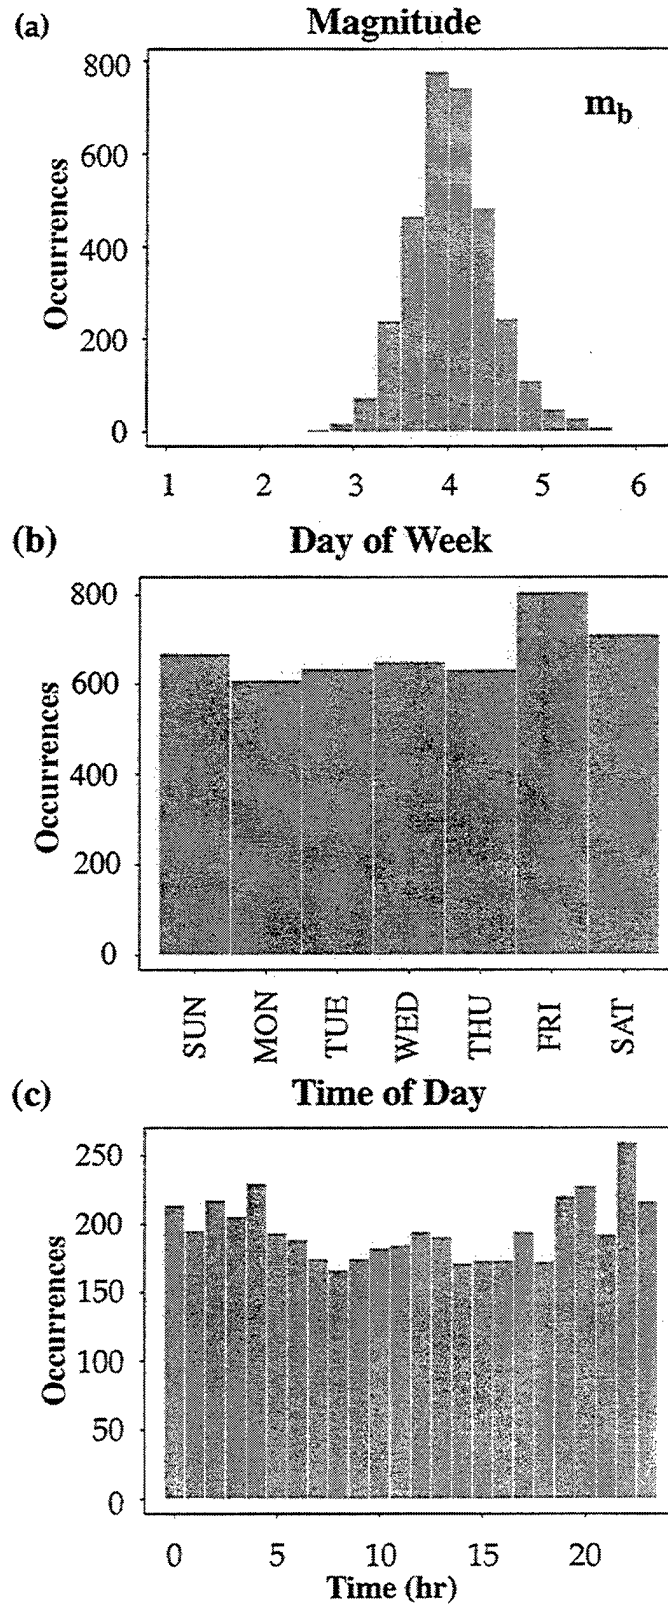 (a) Magnitude
800
600
400
200
0
Occurrences
m_b
1 2 3 4 5 6
(b) Day of Week
800
600
400
200
0
Occurrences
SUN MON TUE WED THU FRI SAT
(c) Time of Day
250
200
150
100
50
0
Occurrences
0 5 10 15 20
Time (hr)